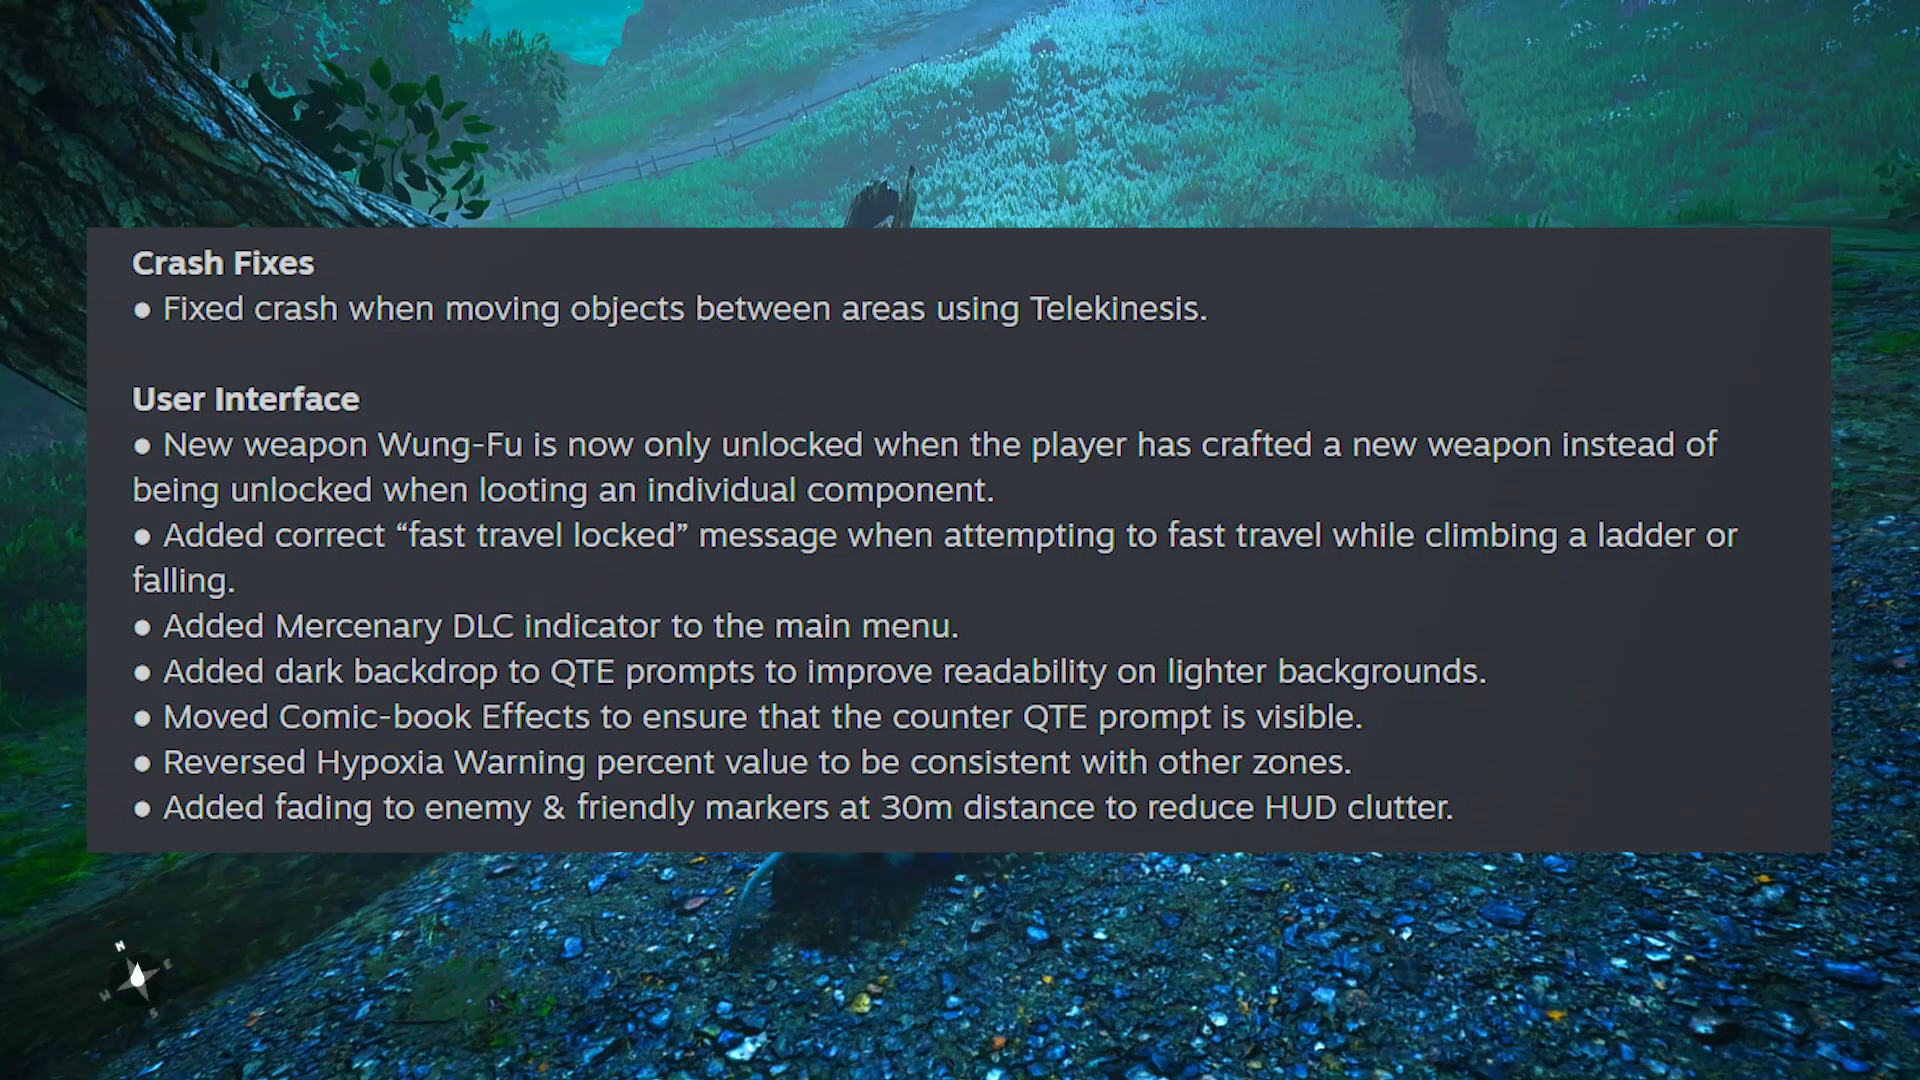 Crash Fixes
● Fixed crash when moving objects between areas using Telekinesis.
User Interface
● New weapon Wung-Fu is now only unlocked when the player has crafted a new weapon instead of
being unlocked when looting an individual component.
● Added correct “fast travel locked” message when attempting to fast travel while climbing a ladder or
falling.
● Added Mercenary DLC indicator to the main menu.
● Added dark backdrop to QTE prompts to improve readability on lighter backgrounds.
● Moved Comic-book Effects to ensure that the counter QTE prompt is visible.
● Reversed Hypoxia Warning percent value to be consistent with other zones.
● Added fading to enemy & friendly markers at 30m distance to reduce HUD clutter.
N
E
W
S